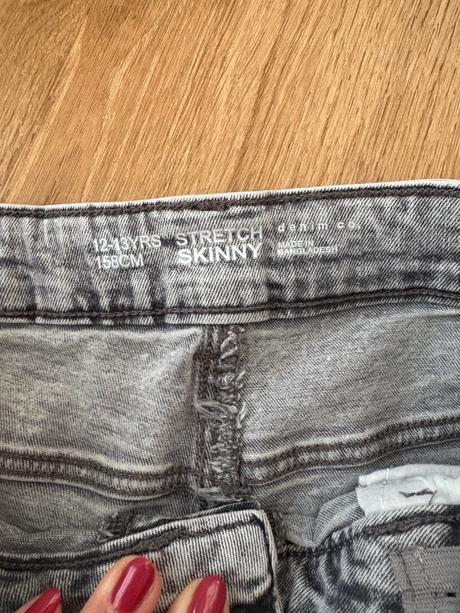 12-13YRS
158CM
STRETCH
SKINNY
denim co.
MADE IN
BANGLADESH